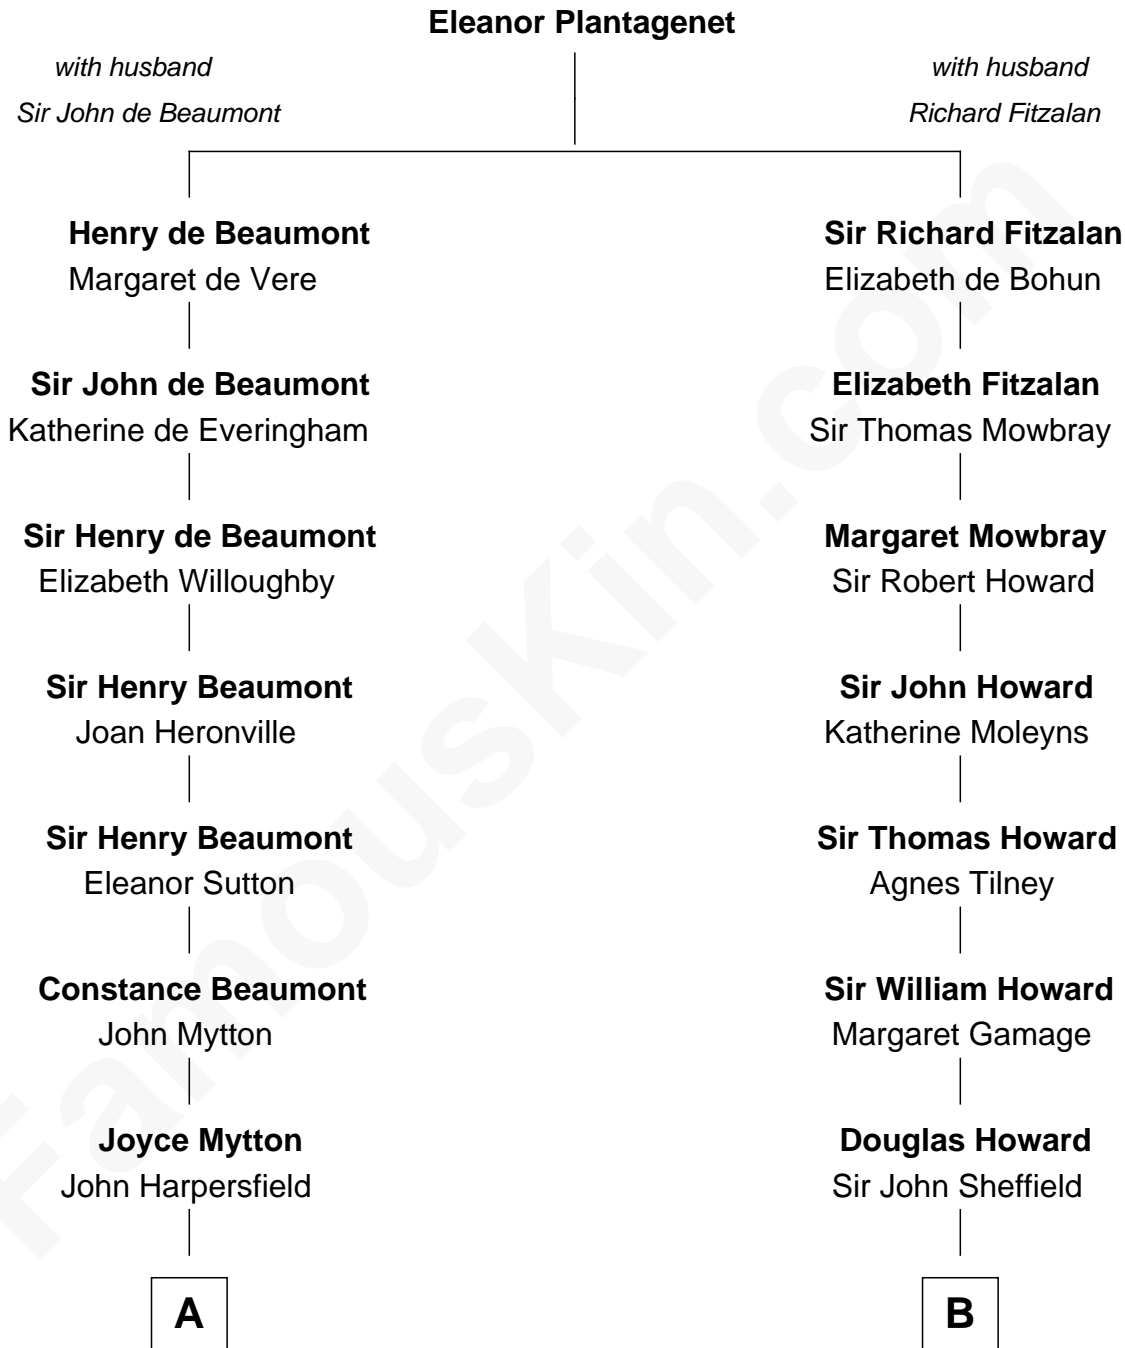 Eleanor Plantagenet
with husband
Sir John de Beaumont
with husband
Richard Fitzalan
Henry de Beaumont
Margaret de Vere
Sir Richard Fitzalan
Elizabeth de Bohun
Sir John de Beaumont
Katherine de Everingham
Elizabeth Fitzalan
Sir Thomas Mowbray
Sir Henry de Beaumont
Elizabeth Willoughby
Margaret Mowbray
Sir Robert Howard
Sir Henry Beaumont
Joan Heronville
Sir John Howard
Katherine Moleyns
Sir Henry Beaumont
Eleanor Sutton
Sir Thomas Howard
Agnes Tilney
Constance Beaumont
John Mytton
Sir William Howard
Margaret Gamage
Joyce Mytton
John Harpersfield
Douglas Howard
Sir John Sheffield
A
B
FamousKin.com